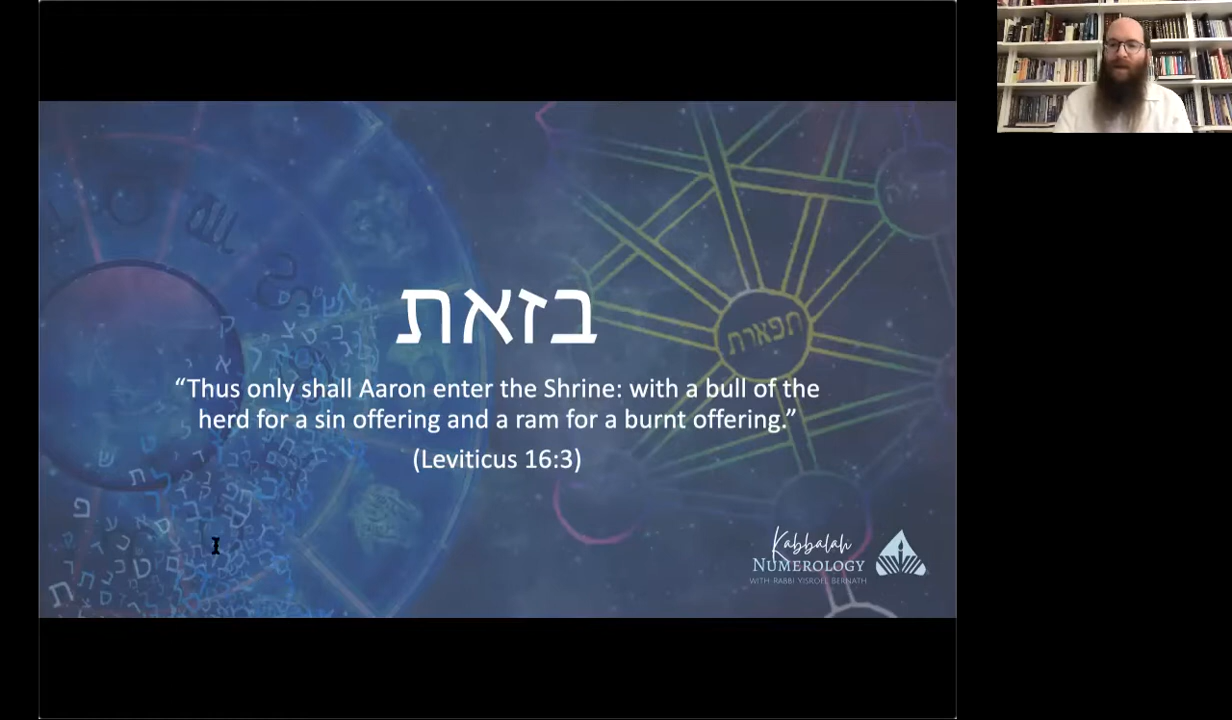 בזאת
“Thus only shall Aaron enter the Shrine: with a bull of the
herd for a sin offering and a ram for a burnt offering.”
(Leviticus 16:3)
תפארת
Kabbalah
NUMEROLOGY
WITH RABBI YISROEL BERNATH